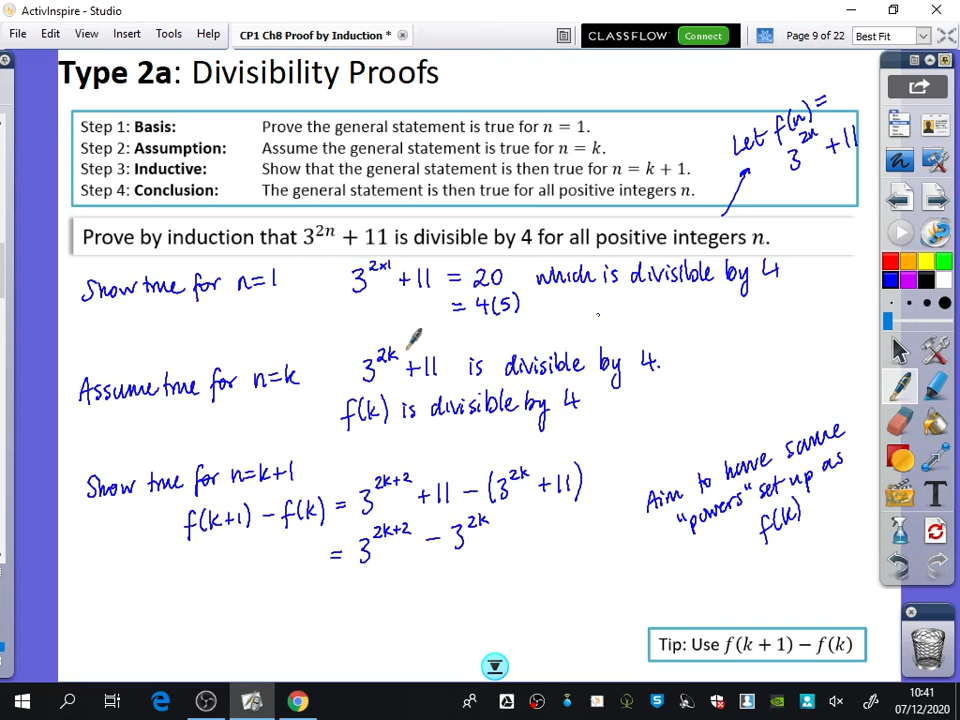 ActivInspire - Studio
File Edit View Insert Tools Help CP1 Ch8 Proof by Induction * CLASSFLOW Connect Page 9 of 22 Best Fit
Type 2a: Divisibility Proofs
Step 1: Basis: Prove the general statement is true for n = 1.
Step 2: Assumption: Assume the general statement is true for n = k.
Step 3: Inductive: Show that the general statement is then true for n = k + 1.
Step 4: Conclusion: The general statement is then true for all positive integers n.
Let f(n) =
3^{2n} + 11
Prove by induction that 3^{2n} + 11 is divisible by 4 for all positive integers n.
Show true for n=1 3^{2×1} + 11 = 20 which is divisible by 4
= 4(5)
Assume true for n=k 3^{2k} + 11 is divisible by 4.
f(k) is divisible by 4
Show true for n=k+1
f(k+1) - f(k) = 3^{2k+2} + 11 - (3^{2k} + 11)
= 3^{2k+2} - 3^{2k}
Aim to have same
"powers" set up as
f(k)
Tip: Use f(k + 1) − f(k)
10:41
07/12/2020